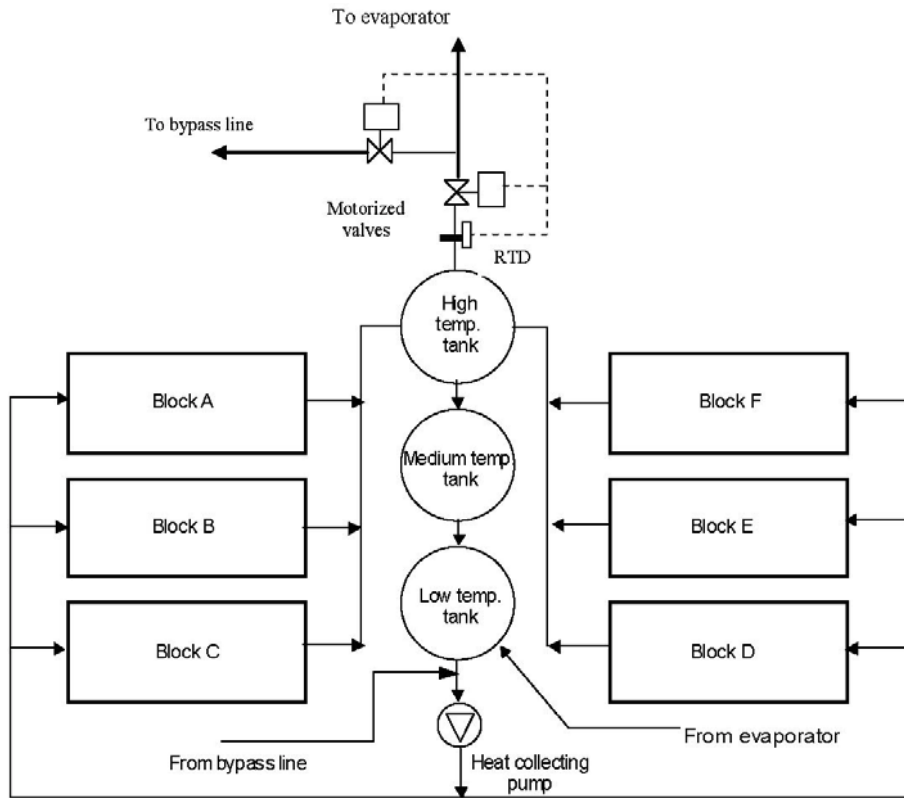 To evaporator
To bypass line
Motorized
valves
RTD
High
temp.
tank
Block A
Block F
Medium temp
tank
Block B
Block E
Low temp.
tank
Block C
Block D
From evaporator
From bypass line
Heat collecting
pump